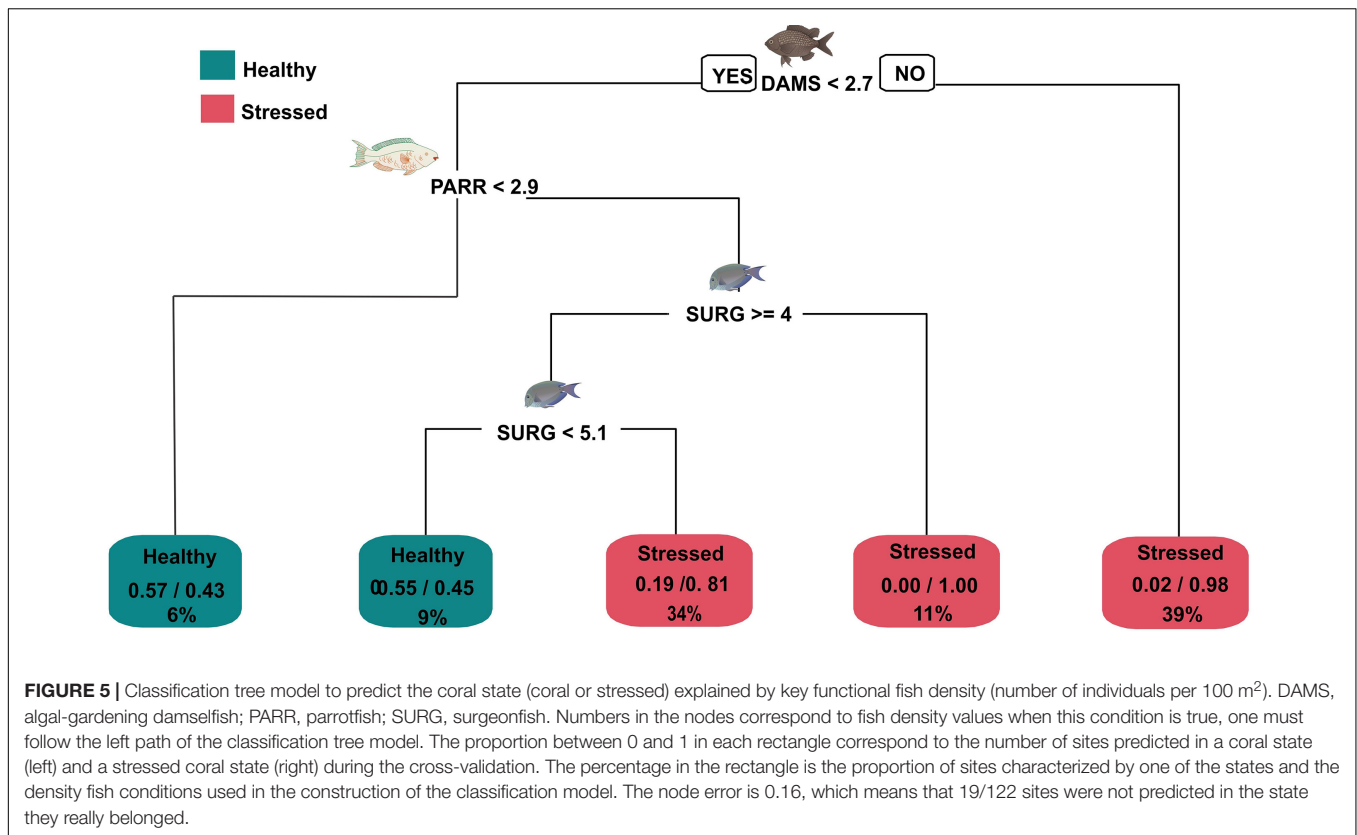 YES
DAMS < 2.7
NO
Healthy
Stressed
PARR < 2.9
SURG >= 4
SURG < 5.1
Healthy
0.57 / 0.43
6%
Healthy
0.55 / 0.45
9%
Stressed
0.19 /0. 81
34%
Stressed
0.00 / 1.00
11%
Stressed
0.02 / 0.98
39%
FIGURE 5 | Classification tree model to predict the coral state (coral or stressed) explained by key functional fish density (number of individuals per 100 m²). DAMS,
algal-gardening damselfish; PARR, parrotfish; SURG, surgeonfish. Numbers in the nodes correspond to fish density values when this condition is true, one must
follow the left path of the classification tree model. The proportion between 0 and 1 in each rectangle correspond to the number of sites predicted in a coral state
(left) and a stressed coral state (right) during the cross-validation. The percentage in the rectangle is the proportion of sites characterized by one of the states and the
density fish conditions used in the construction of the classification model. The node error is 0.16, which means that 19/122 sites were not predicted in the state
they really belonged.